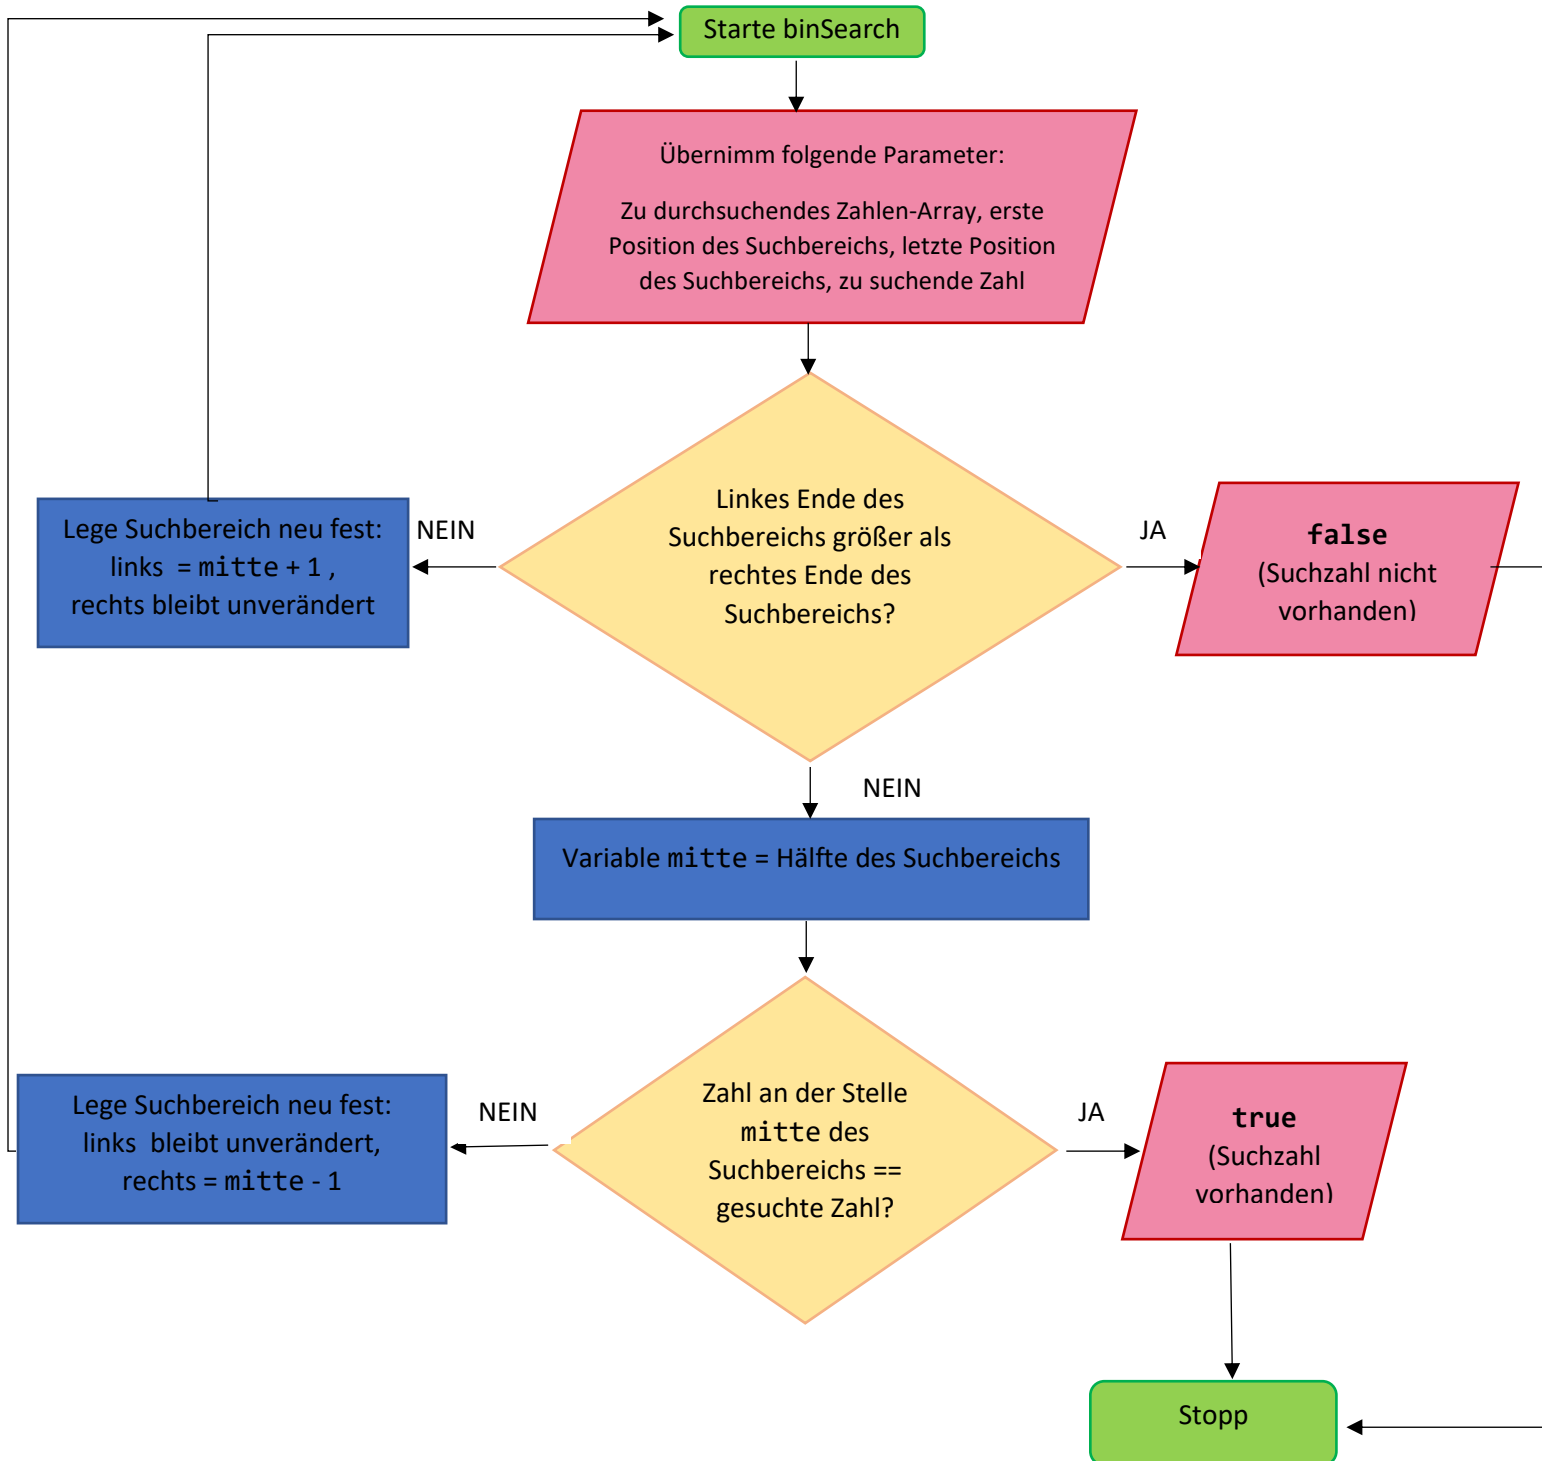 Starte binSearch
Übernimm folgende Parameter:
Zu durchsuchendes Zahlen-Array, erste
Position des Suchbereichs, letzte Position
des Suchbereichs, zu suchende Zahl
Linkes Ende des
Suchbereichs größer als
rechtes Ende des
Suchbereichs?
NEIN
Lege Suchbereich neu fest:
links = mitte + 1 ,
rechts bleibt unverändert
JA
false
(Suchzahl nicht
vorhanden)
NEIN
Variable mitte = Hälfte des Suchbereichs
Zahl an der Stelle
mitte des
Suchbereichs ==
gesuchte Zahl?
NEIN
Lege Suchbereich neu fest:
links bleibt unverändert,
rechts = mitte - 1
JA
true
(Suchzahl
vorhanden)
Stopp